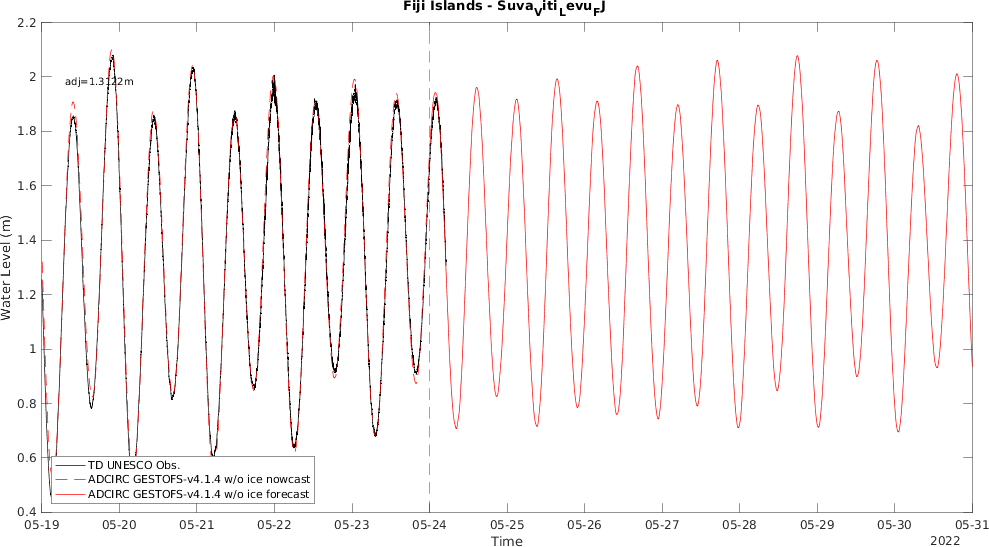 Fiji Islands - SuvaVitiLevuFJ
2.2
2
1.8
1.6
1.4
1.2
1
0.8
0.6
0.4
Water Level (m)
adj=1.3122m
TD UNESCO Obs.
ADCIRC GESTOFS-v4.1.4 w/o ice nowcast
ADCIRC GESTOFS-v4.1.4 w/o ice forecast
05-19 05-20 05-21 05-22 05-23 05-24 05-25 05-26 05-27 05-28 05-29 05-30 05-31
Time
2022